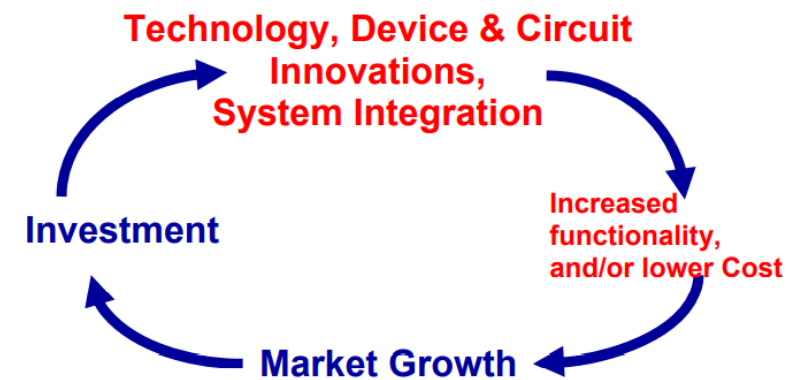 Technology, Device & Circuit
Innovations,
System Integration
Increased
functionality,
and/or lower Cost
Investment
Market Growth